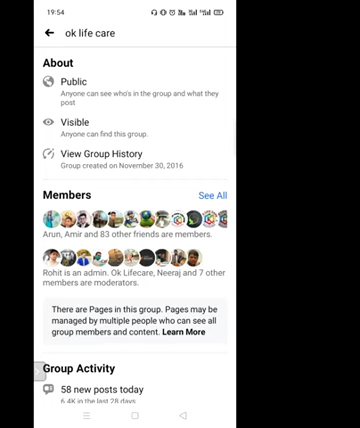 19:54
ok life care
About
Public
Anyone can see who's in the group and what they
post
Visible
Anyone can find this group.
View Group History
Group created on November 30, 2016
Members
See All
Arun, Amir and 83 other friends are members.
Rohit is an admin. Ok Lifecare, Neeraj and 7 other
members are moderators.
There are Pages in this group. Pages may be
managed by multiple people who can see all
group members and content. Learn More
Group Activity
58 new posts today
6.4K in the last 28 days